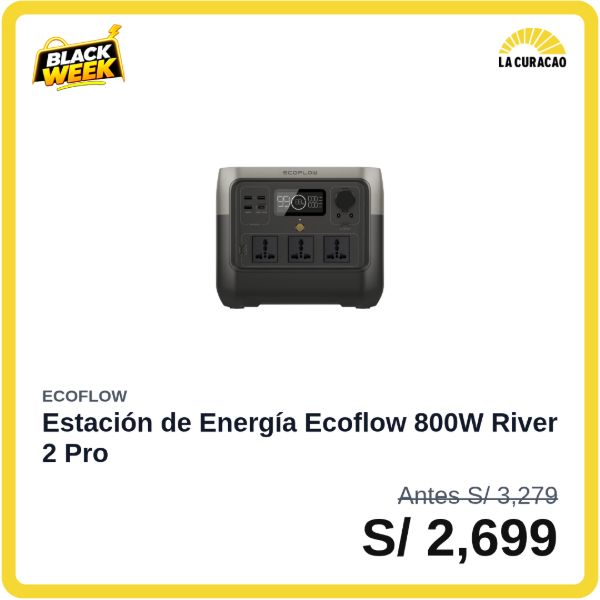 BLACK
WEEK
LA CURACAO
ECOFLOW
ECOFLOW
Estación de Energía Ecoflow 800W River
2 Pro
Antes S/ 3,279
S/ 2,699